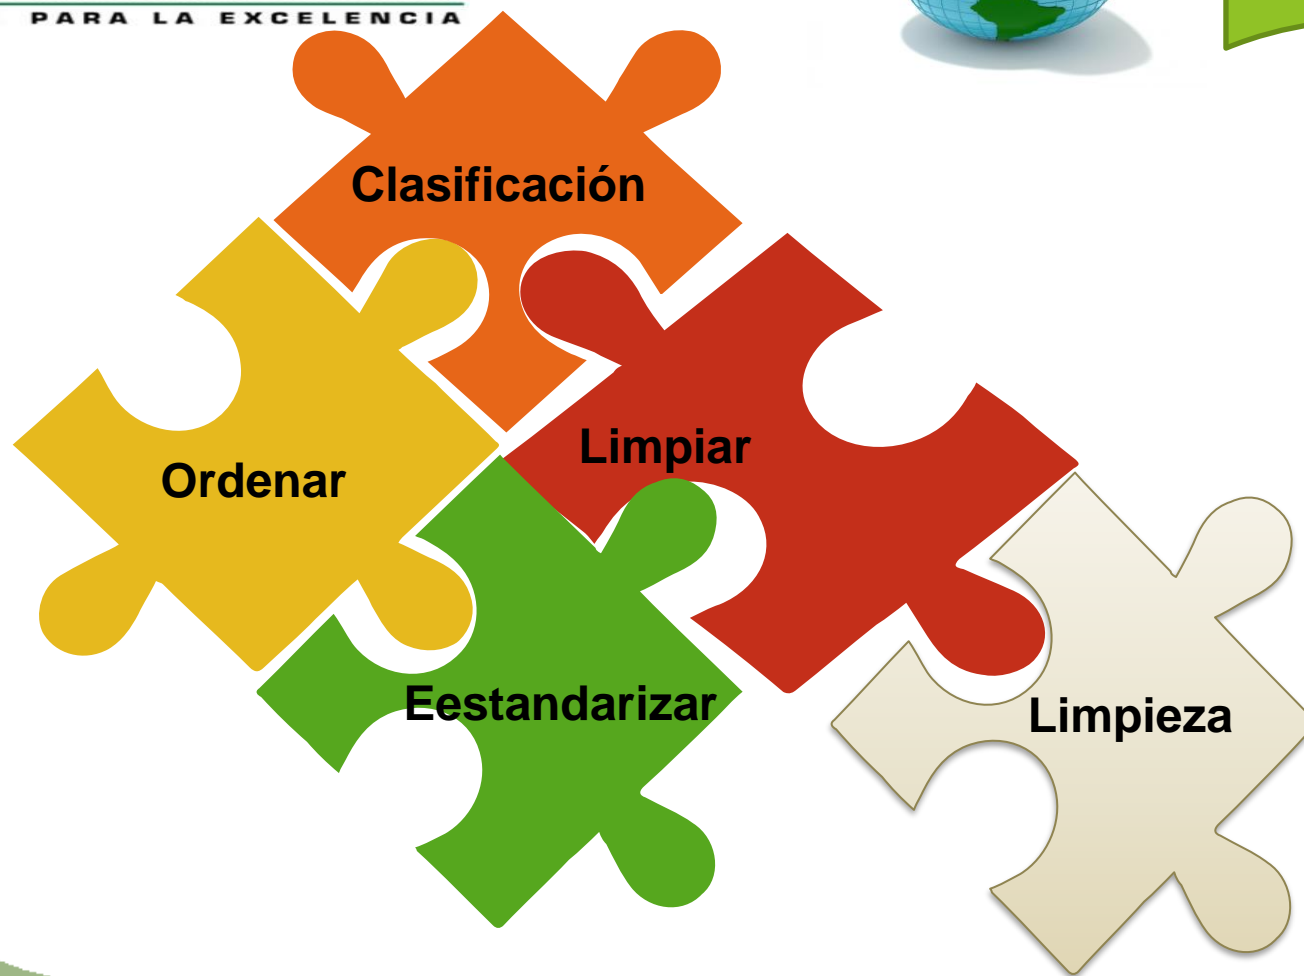 PARA LA EXCELENCIA
Clasificación
Limpiar
Ordenar
Eestandarizar
Limpieza